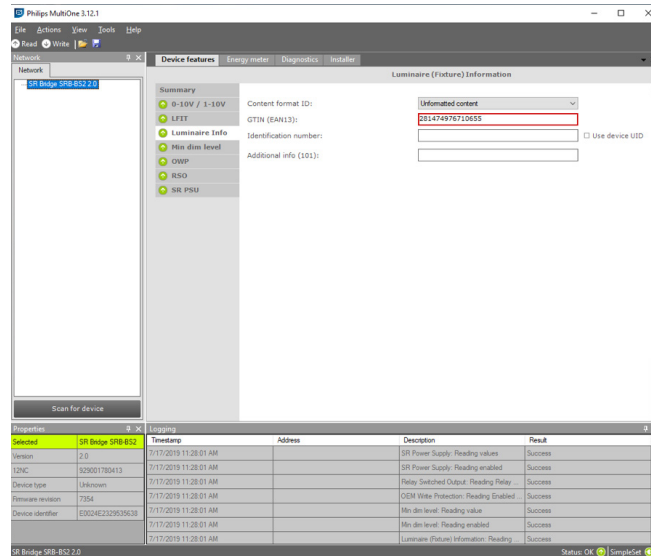 Philips MultiOne 3.12.1
File Actions View Tools Help
Read Write
Network
Network
SR Bridge SRB-BS2 2.0
Scan for device
Device features Energy meter Diagnostics Installer
Luminaire (Fixture) Information
Summary
0-10V / 1-10V
LFIT
Luminaire Info
Min dim level
OWP
RSO
SR PSU
Content format ID: Unformatted content
GTIN (EAN13): 281474976710655
Identification number: Use device UID
Additional info (101):
Properties
Selected SR Bridge SRB-BS2
Version 2.0
12NC 929001780413
Device type Unknown
Firmware revision 7354
Device identifier E0024E2329535638
Logging
Timestamp Address Description Result
7/17/2019 11:28:01 AM SR Power Supply: Reading values Success
7/17/2019 11:28:01 AM SR Power Supply: Reading enabled Success
7/17/2019 11:28:01 AM Relay Switched Output: Reading Relay ... Success
7/17/2019 11:28:01 AM OEM Write Protection: Reading Enabled ... Success
7/17/2019 11:28:01 AM Min dim level: Reading value Success
7/17/2019 11:28:01 AM Min dim level: Reading enabled Success
7/17/2019 11:28:01 AM Luminaire (Fixture) Information: Reading ... Success
SR Bridge SRB-BS2 2.0 Status: OK SimpleSet